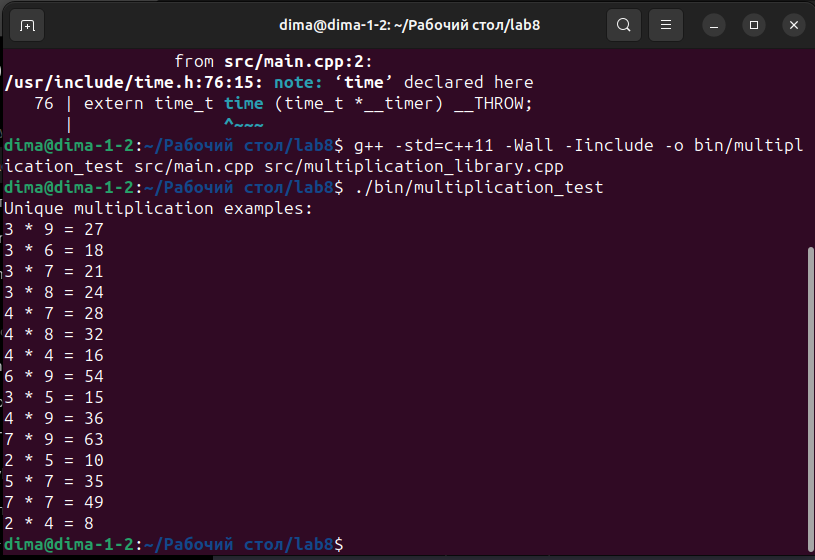 dima@dima-1-2: ~/Рабочий стол/lab8
from src/main.cpp:2:
/usr/include/time.h:76:15: note: ‘time’ declared here
76 | extern time_t time (time_t *__timer) __THROW;
| ^~~~
dima@dima-1-2:~/Рабочий стол/lab8$ g++ -std=c++11 -Wall -Iinclude -o bin/multipl
ication_test src/main.cpp src/multiplication_library.cpp
dima@dima-1-2:~/Рабочий стол/lab8$ ./bin/multiplication_test
Unique multiplication examples:
3 * 9 = 27
3 * 6 = 18
3 * 7 = 21
3 * 8 = 24
4 * 7 = 28
4 * 8 = 32
4 * 4 = 16
6 * 9 = 54
3 * 5 = 15
4 * 9 = 36
7 * 9 = 63
2 * 5 = 10
5 * 7 = 35
7 * 7 = 49
2 * 4 = 8
dima@dima-1-2:~/Рабочий стол/lab8$